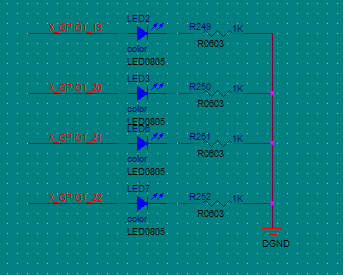 LED2
X_GPIO1_18
R249
1K
color
R0603
LED0805
LED3
X_GPIO1_20
R250
1K
color
R0603
LED0805
LED6
X_GPIO1_21
R251
1K
color
R0603
LED0805
LED7
X_GPIO1_22
R252
1K
color
R0603
LED0805
DGND